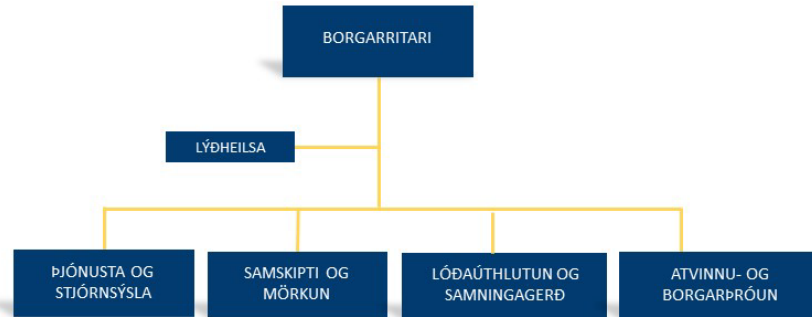 BORGARRITARI
LÝÐHEILSA
ÞJÓNUSTA OG
STJÓRNSÝSLA
SAMSKIPTI OG
MÖRKUN
LÓÐAÚTHLUTUN OG
SAMNINGAGERÐ
ATVINNU- OG
BORGARÞRÓUN